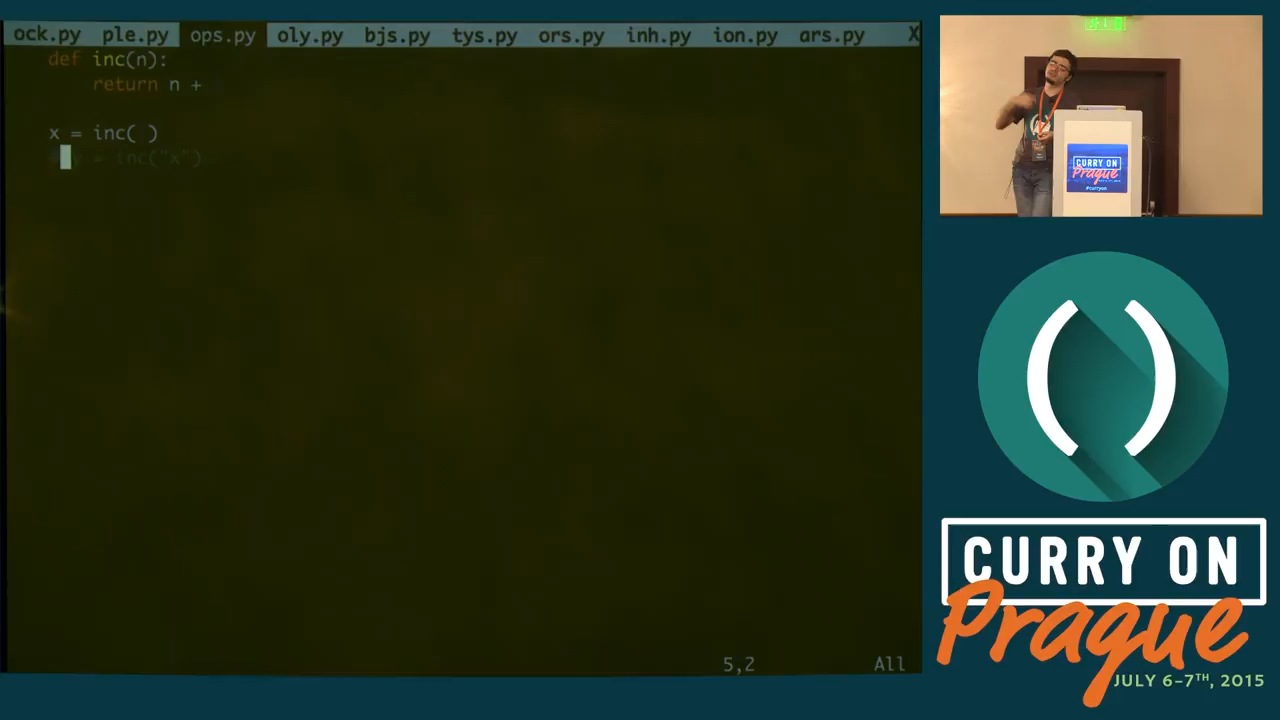 ock.py ple.py ops.py oly.py bjs.py tys.py ors.py inh.py ion.py ars.py X
def inc(n):
return n +
x = inc( )
= inc("x")
5,2 All
CURRY ON
Prague
#curryon
( )
CURRY ON
Prague
JULY 6-7TH, 2015